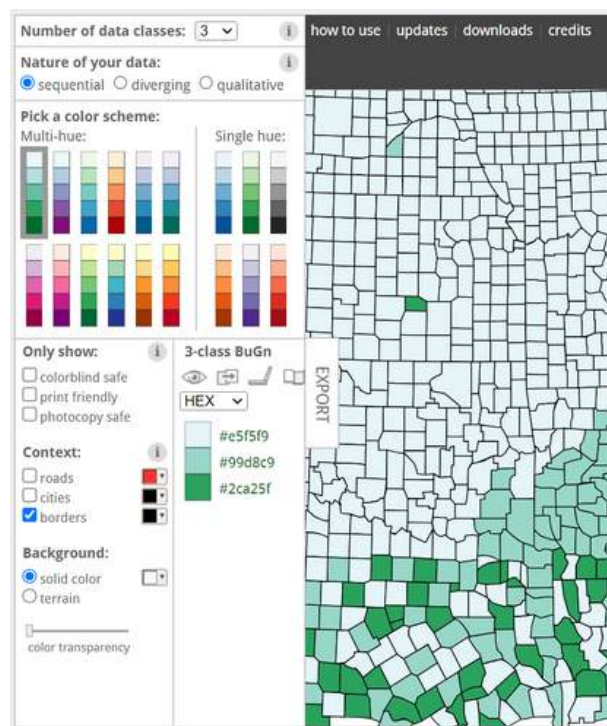 Number of data classes: 3 i
how to use updates downloads credits
Nature of your data: i
sequential diverging qualitative
Pick a color scheme:
Multi-hue: Single hue:
Only show: i
colorblind safe
print friendly
photocopy safe
Context: i
roads
cities
borders
Background:
solid color
terrain
color transparency
3-class BuGn
HEX
#e5f5f9
#99d8c9
#2ca25f
EXPORT